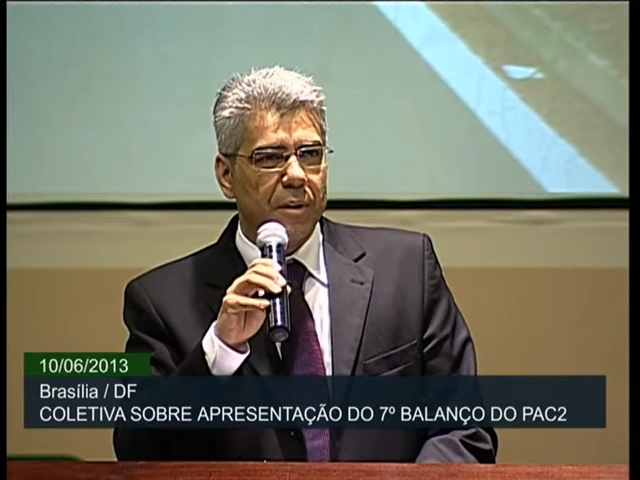 10/06/2013
Brasília / DF
COLETIVA SOBRE APRESENTAÇÃO DO 7º BALANÇO DO PAC2